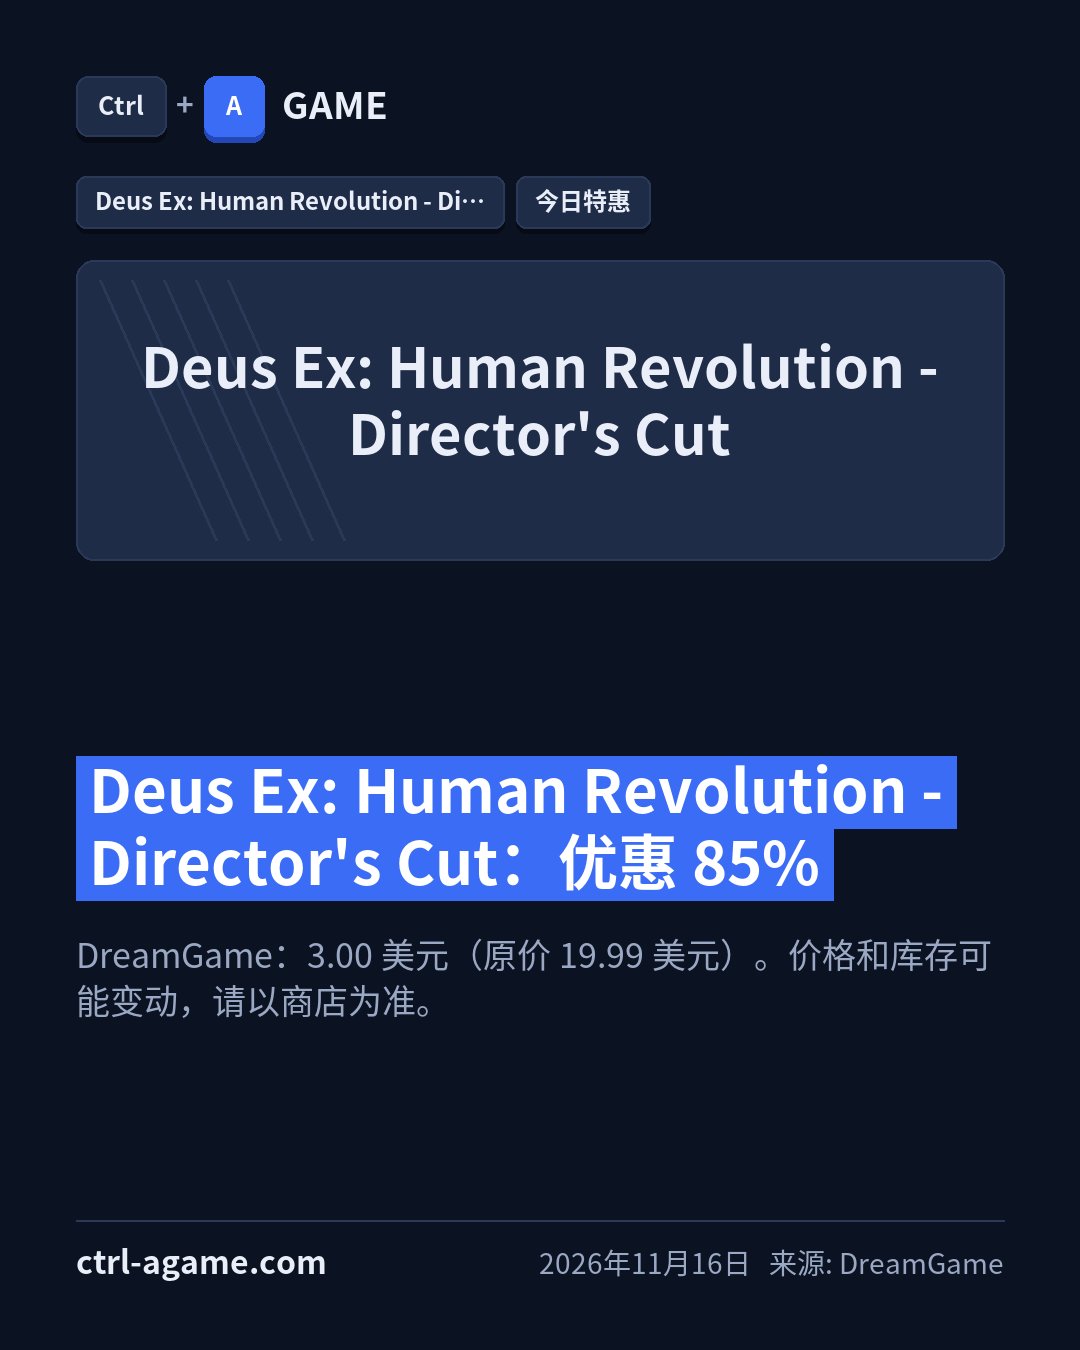 Ctrl + A GAME
Deus Ex: Human Revolution - Di… 今日特惠
Deus Ex: Human Revolution -
Director's Cut
Deus Ex: Human Revolution -
Director's Cut：优惠 85%
DreamGame：3.00 美元（原价 19.99 美元）。价格和库存可
能变动，请以商店为准。
ctrl-agame.com 2026年11月16日 来源: DreamGame